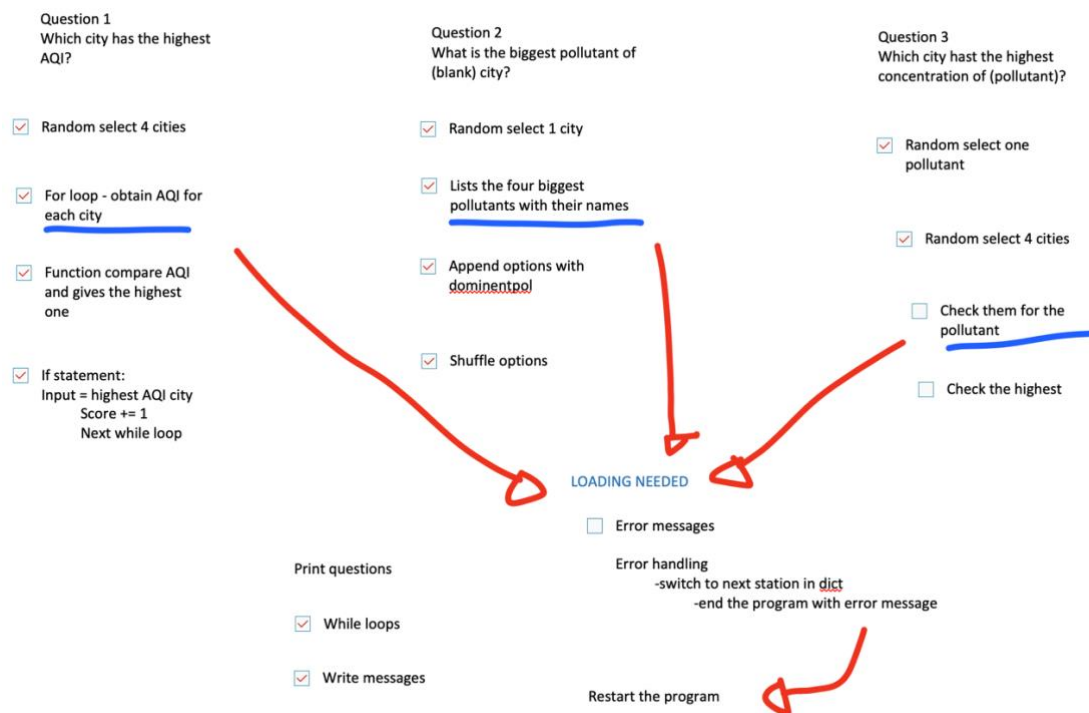 Question 1
Which city has the highest
AQI?
Random select 4 cities
For loop - obtain AQI for
each city
Function compare AQI
and gives the highest
one
If statement:
Input = highest AQI city
Score += 1
Next while loop
Question 2
What is the biggest pollutant of
(blank) city?
Random select 1 city
Lists the four biggest
pollutants with their names
Append options with
dominentpol
Shuffle options
Question 3
Which city hast the highest
concentration of (pollutant)?
Random select one
pollutant
Random select 4 cities
Check them for the
pollutant
Check the highest
LOADING NEEDED
Error messages
Error handling
-switch to next station in dict
-end the program with error message
Restart the program
Print questions
While loops
Write messages